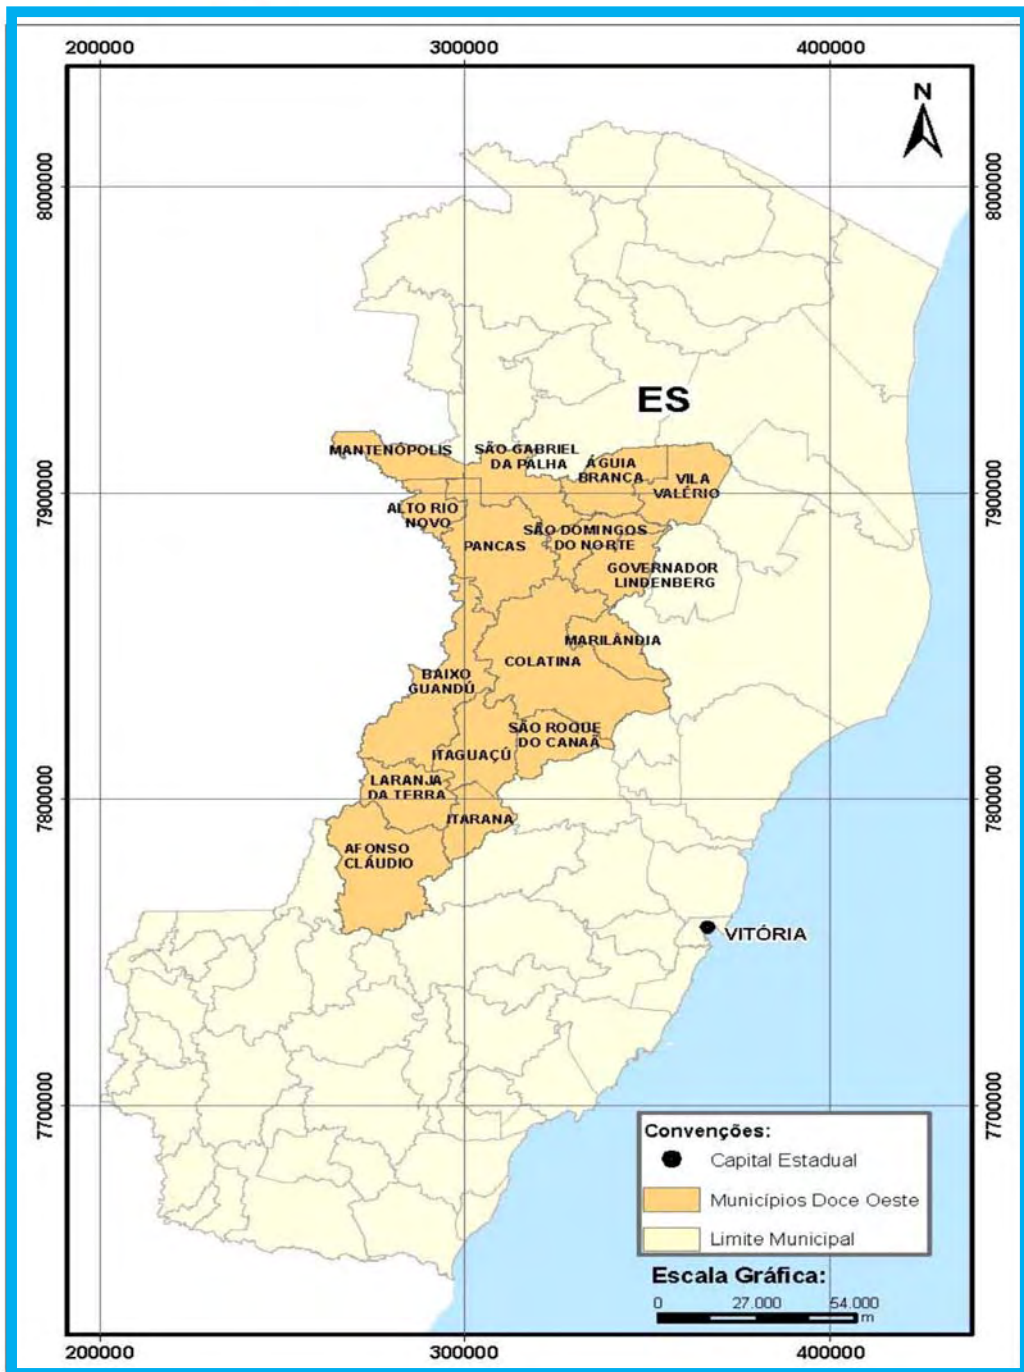 200000
300000
400000
N
8000000
8000000
ES
MANTENÓPOLIS
SÃO GABRIEL
DA PALHA
ÁGUIA
BRANCA
VILA
VALÉRIO
7900000
7900000
ALTO RIO
NOVO
SÃO DOMINGOS
DO NORTE
PANCAS
GOVERNADOR
LINDENBERG
MARILÂNDIA
COLATINA
BAIXO
GUANDÚ
SÃO ROQUE
DO CANAÃ
ITAGUAÇÚ
LARANJA
DA TERRA
7800000
7800000
ITARANA
AFONSO
CLÁUDIO
VITÓRIA
7700000
7700000
Convenções:
Capital Estadual
Municípios Doce Oeste
Limite Municipal
Escala Gráfica:
0 27.000 54.000
m
200000
300000
400000